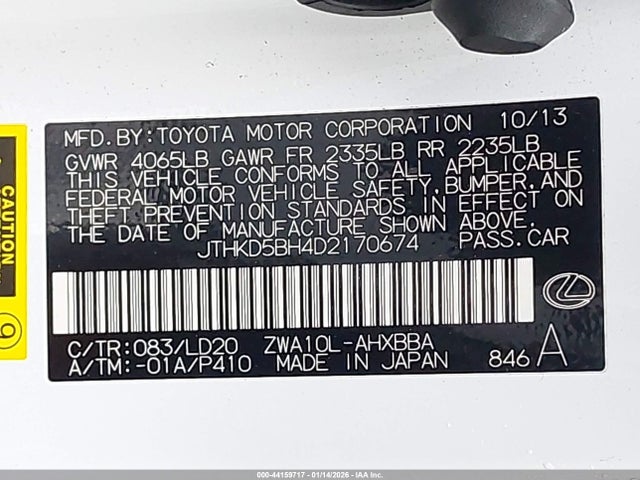 MFD.BY:TOYOTA MOTOR CORPORATION 10/13
GVWR 4065LB GAWR FR 2335LB RR 2235LB
THIS VEHICLE CONFORMS TO ALL APPLICABLE
FEDERAL MOTOR VEHICLE SAFETY,BUMPER,AND
THEFT PREVENTION STANDARDS IN EFFECT ON
THE DATE OF MANUFACTURE SHOWN ABOVE.
JTHKD5BH4D2170674 PASS.CAR
C/TR:083/LD20 ZWA10L-AHXBBA
A/TM:-01A/P410 MADE IN JAPAN 846 A
CAUTION
9
000-44159717 - 01/14/2026 - IAAI, Inc.